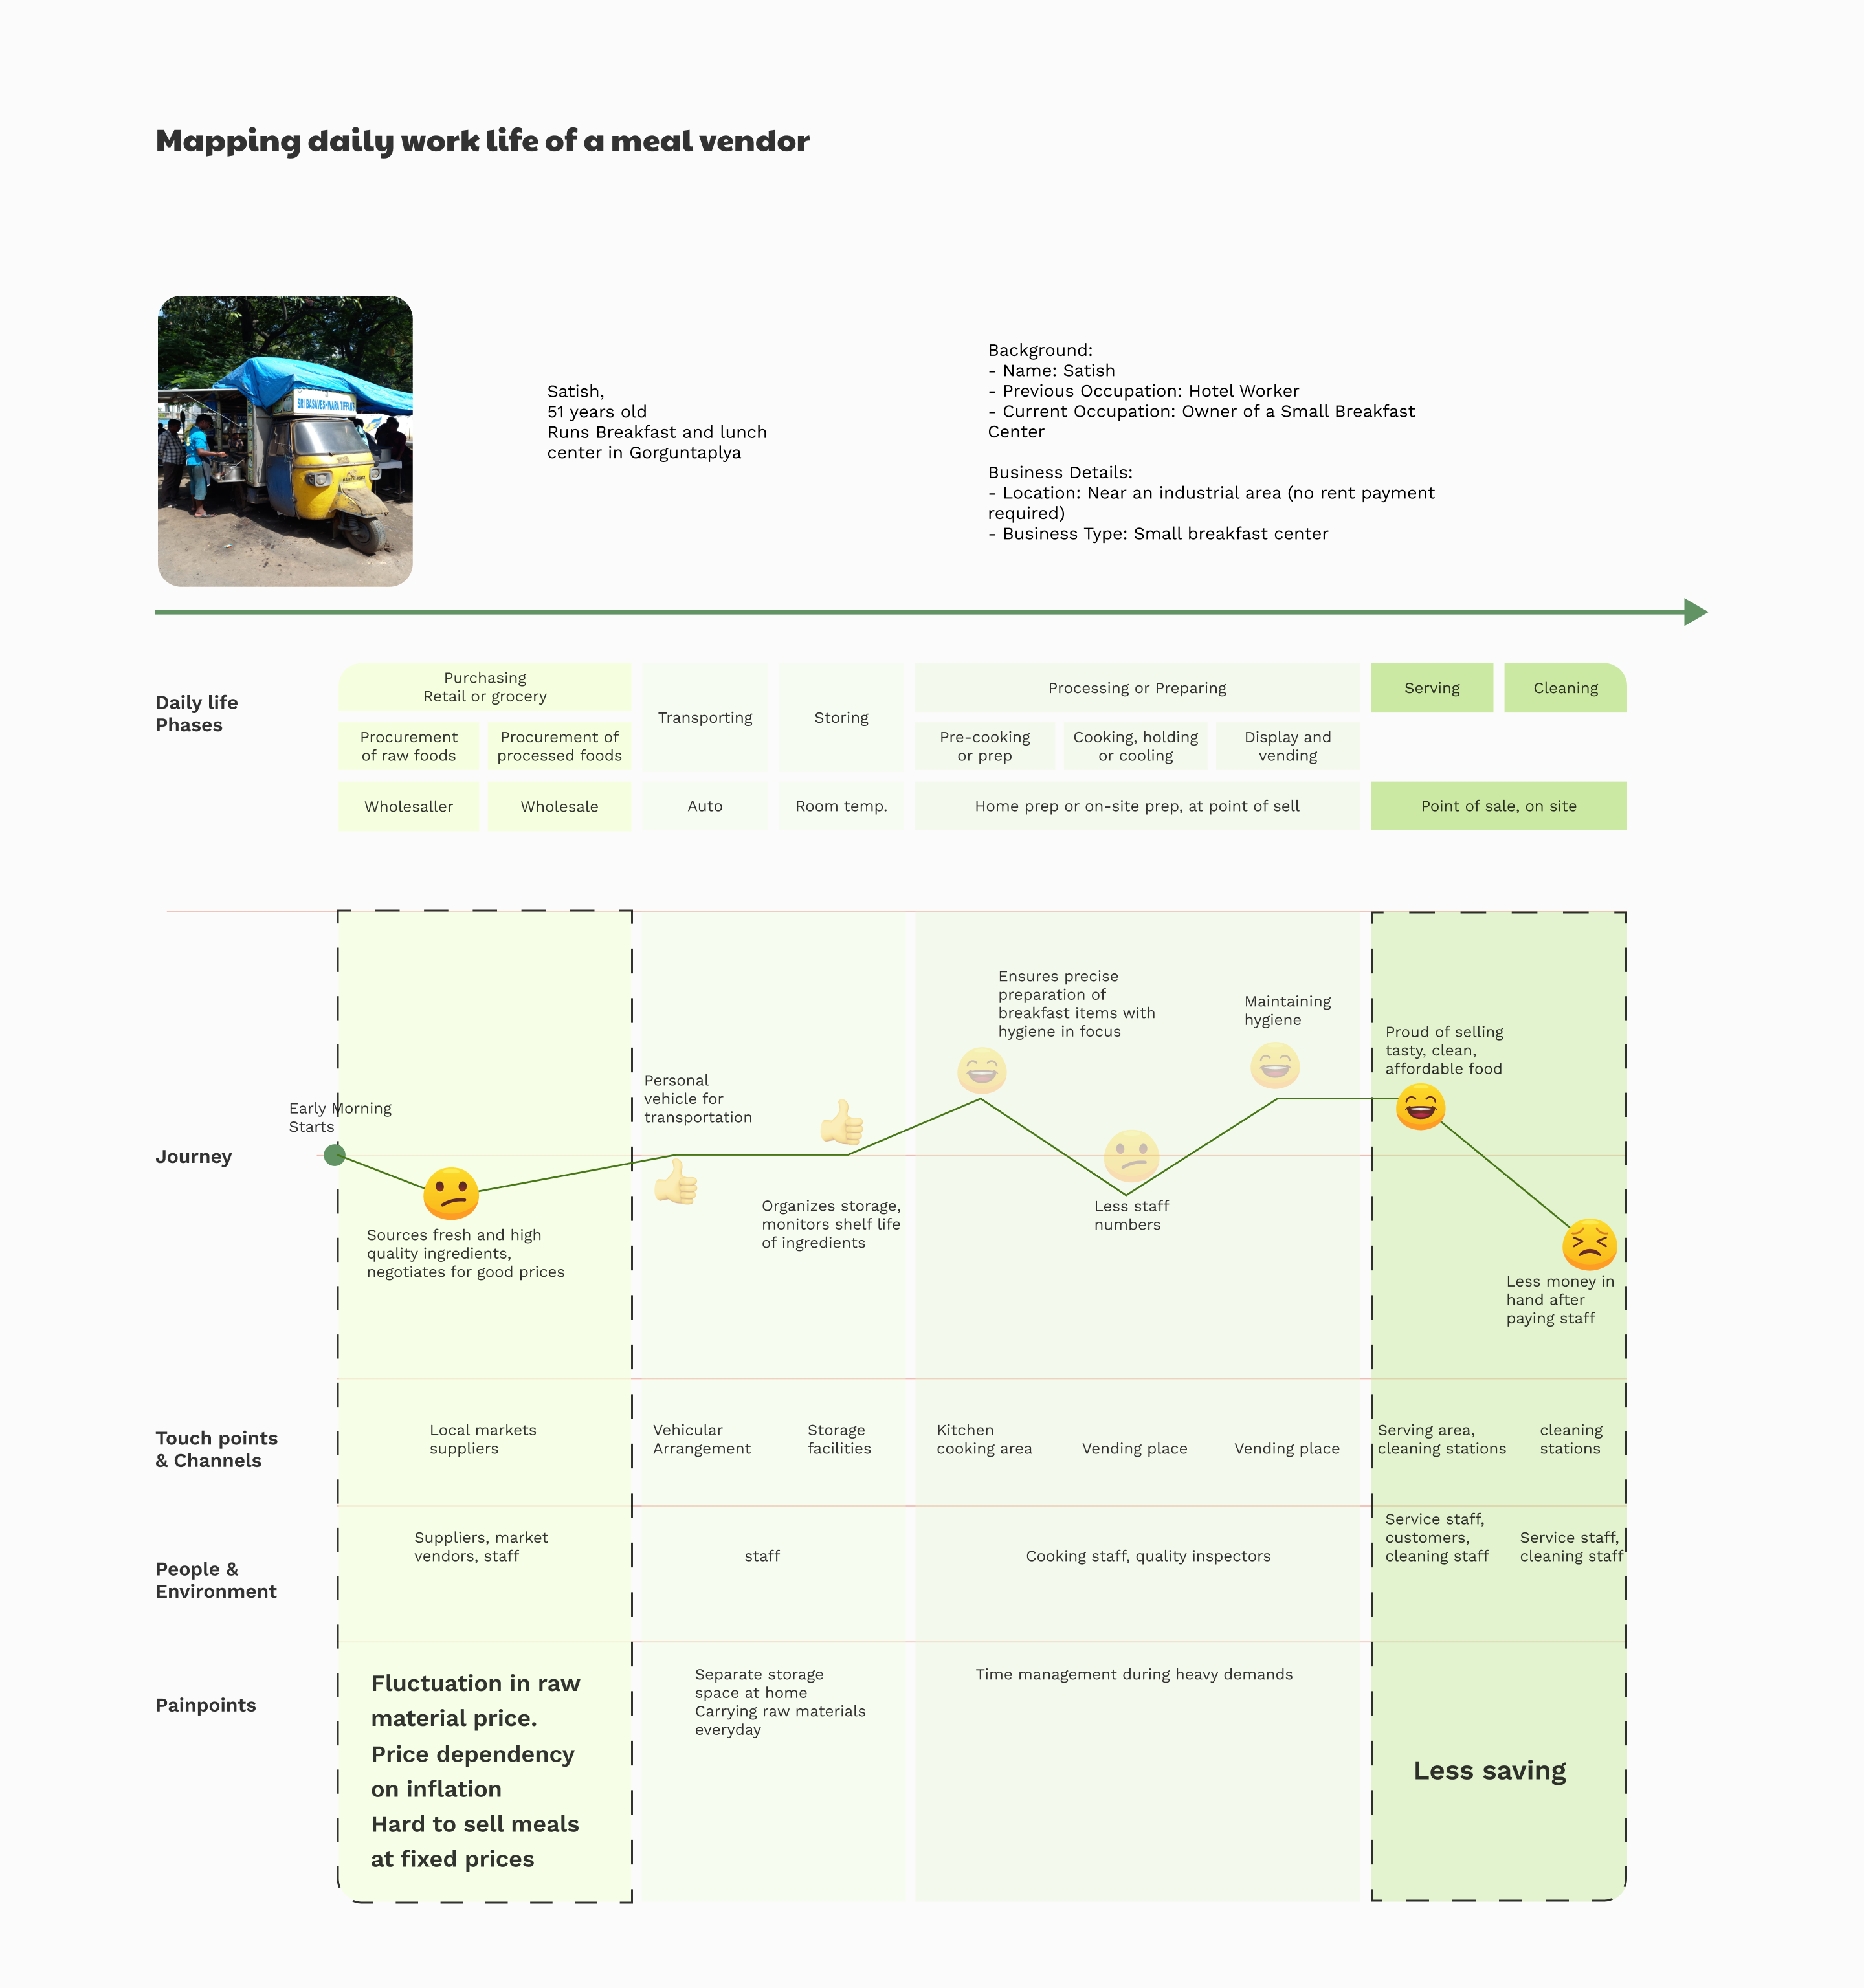 Mapping daily work life of a meal vendor
SRI BASAVESHWARA TIFFANS
Satish,
51 years old
Runs Breakfast and lunch
center in Gorguntaplya
Background:
- Name: Satish
- Previous Occupation: Hotel Worker
- Current Occupation: Owner of a Small Breakfast
Center
Business Details:
- Location: Near an industrial area (no rent payment
required)
- Business Type: Small breakfast center
Daily life
Phases
Purchasing
Retail or grocery
Transporting
Storing
Processing or Preparing
Serving
Cleaning
Procurement
of raw foods
Procurement of
processed foods
Pre-cooking
or prep
Cooking, holding
or cooling
Display and
vending
Wholesaller
Wholesale
Auto
Room temp.
Home prep or on-site prep, at point of sell
Point of sale, on site
Journey
Early Morning
Starts
Sources fresh and high
quality ingredients,
negotiates for good prices
Personal
vehicle for
transportation
Organizes storage,
monitors shelf life
of ingredients
Ensures precise
preparation of
breakfast items with
hygiene in focus
Less staff
numbers
Maintaining
hygiene
Proud of selling
tasty, clean,
affordable food
Less money in
hand after
paying staff
Touch points
& Channels
Local markets
suppliers
Vehicular
Arrangement
Storage
facilities
Kitchen
cooking area
Vending place
Vending place
Serving area,
cleaning stations
cleaning
stations
People &
Environment
Suppliers, market
vendors, staff
staff
Cooking staff, quality inspectors
Service staff,
customers,
cleaning staff
Service staff,
cleaning staff
Painpoints
Fluctuation in raw
material price.
Price dependency
on inflation
Hard to sell meals
at fixed prices
Separate storage
space at home
Carrying raw materials
everyday
Time management during heavy demands
Less saving